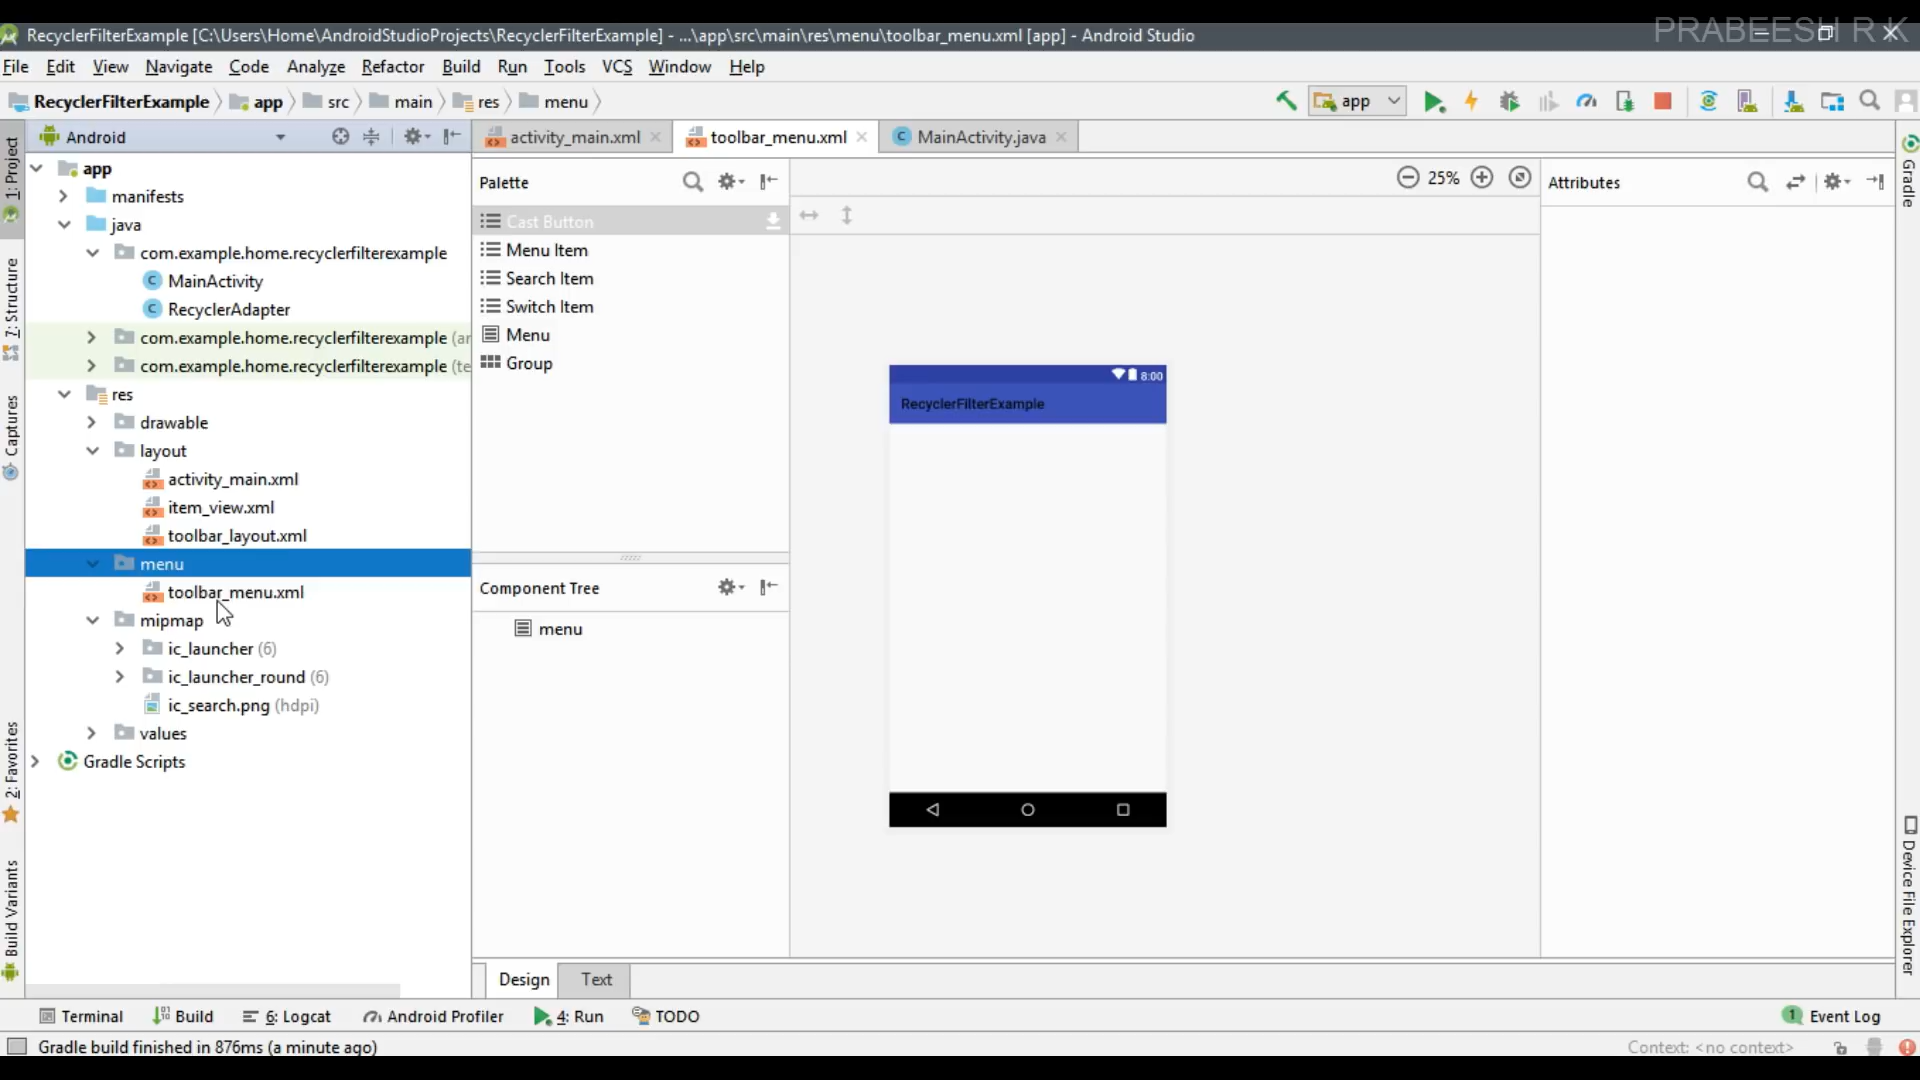 PRABEESH R K
RecyclerFilterExample [C:\Users\Home\AndroidStudioProjects\RecyclerFilterExample] - ...\app\src\main\res\menu\toolbar_menu.xml [app] - Android Studio
File Edit View Navigate Code Analyze Refactor Build Run Tools VCS Window Help
RecyclerFilterExample app src main res menu
app
1: Project
7: Structure
Captures
2: Favorites
Build Variants
Android
app
manifests
java
com.example.home.recyclerfilterexample
MainActivity
RecyclerAdapter
com.example.home.recyclerfilterexample (ar
com.example.home.recyclerfilterexample (te
res
drawable
layout
activity_main.xml
item_view.xml
toolbar_layout.xml
menu
toolbar_menu.xml
mipmap
ic_launcher (6)
ic_launcher_round (6)
ic_search.png (hdpi)
values
Gradle Scripts
activity_main.xml toolbar_menu.xml MainActivity.java
Palette
Cast Button
Menu Item
Search Item
Switch Item
Menu
Group
Component Tree
menu
25%
8:00
RecyclerFilterExample
Attributes
Gradle
Device File Explorer
Design Text
Terminal Build 6: Logcat Android Profiler 4: Run TODO
1 Event Log
Gradle build finished in 876ms (a minute ago)
Context: <no context>